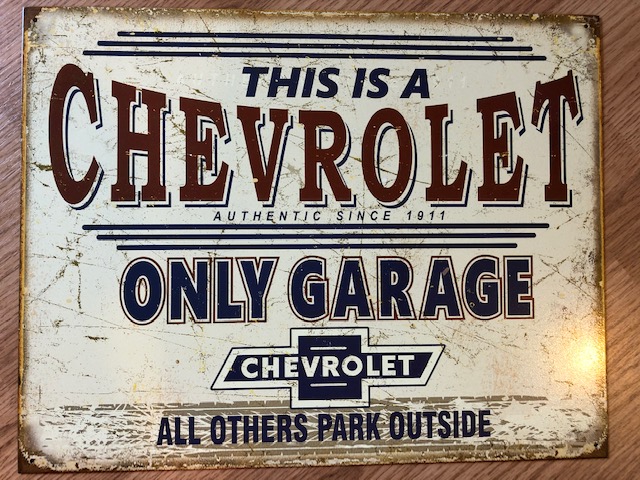 THIS IS A
CHEVROLET
AUTHENTIC SINCE 1911
ONLY GARAGE
CHEVROLET
ALL OTHERS PARK OUTSIDE